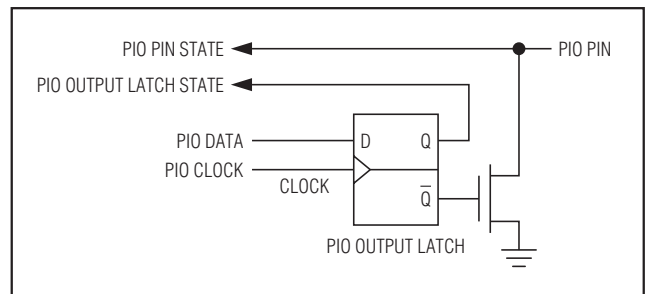 PIO PIN STATE
PIO PIN
PIO OUTPUT LATCH STATE
PIO DATA
D
Q
PIO CLOCK
CLOCK
Q̅
PIO OUTPUT LATCH